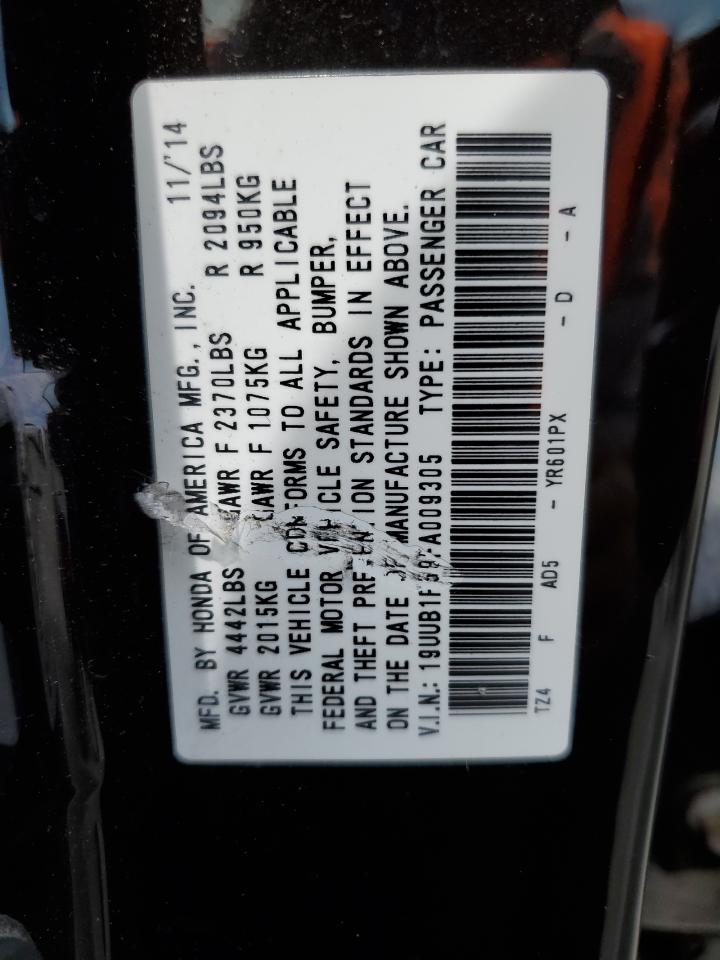 MFD. BY HONDA OF AMERICA MFG., INC. 11/'14
GVWR 4442LBS GAWR F 2370LBS R 2094LBS
GVWR 2015KG GAWR F 1075KG R 950KG
THIS VEHICLE CONFORMS TO ALL APPLICABLE
FEDERAL MOTOR VEHICLE SAFETY, BUMPER,
AND THEFT PREVENTION STANDARDS IN EFFECT
ON THE DATE OF MANUFACTURE SHOWN ABOVE.
V.I.N.: TYPE: PASSENGER CAR
TZ4 F AD5 - YR601PX - D - A